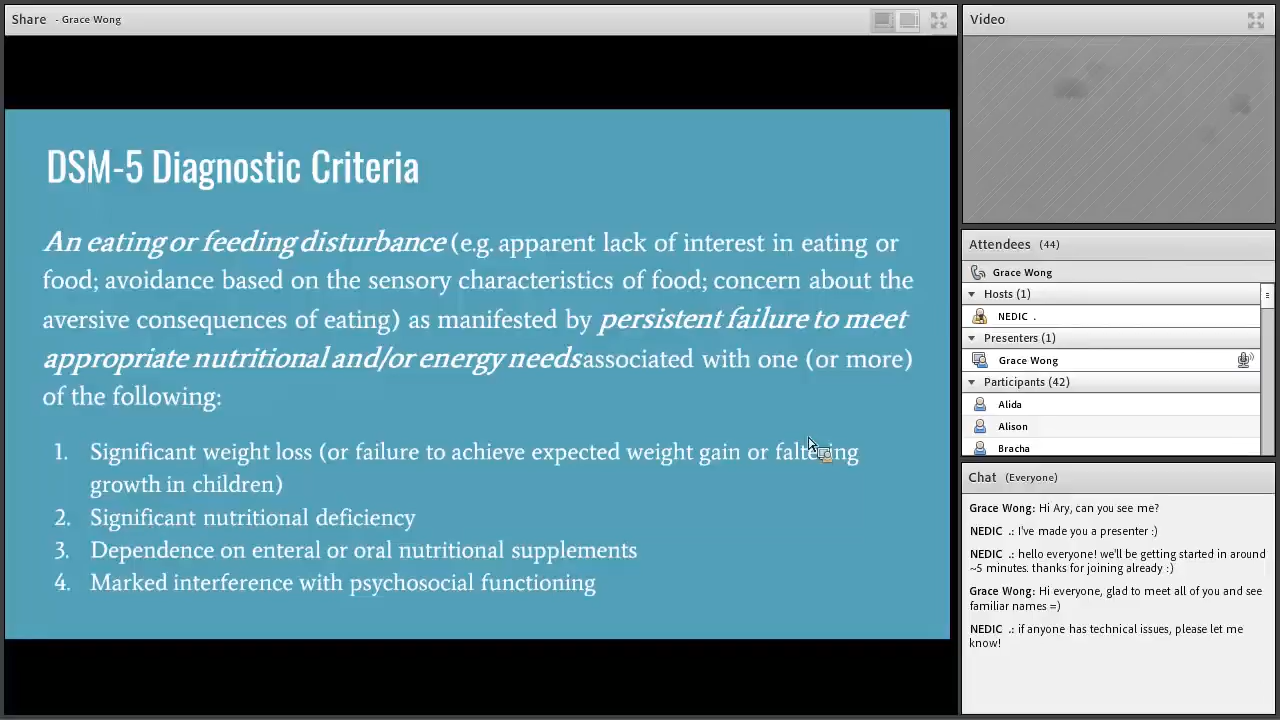 Share - Grace Wong
DSM-5 Diagnostic Criteria
An eating or feeding disturbance (e.g. apparent lack of interest in eating or
food; avoidance based on the sensory characteristics of food; concern about the
aversive consequences of eating) as manifested by persistent failure to meet
appropriate nutritional and/or energy needs associated with one (or more)
of the following:
1. Significant weight loss (or failure to achieve expected weight gain or faltering
growth in children)
2. Significant nutritional deficiency
3. Dependence on enteral or oral nutritional supplements
4. Marked interference with psychosocial functioning
Video
Attendees (44)
Grace Wong
Hosts (1)
NEDIC .
Presenters (1)
Grace Wong
Participants (42)
Alida
Alison
Bracha
Chat (Everyone)
Grace Wong: Hi Ary, can you see me?
NEDIC .: I've made you a presenter :)
NEDIC .: hello everyone! we'll be getting started in around
~5 minutes. thanks for joining already :)
Grace Wong: Hi everyone, glad to meet all of you and see
familiar names =)
NEDIC .: if anyone has technical issues, please let me
know!